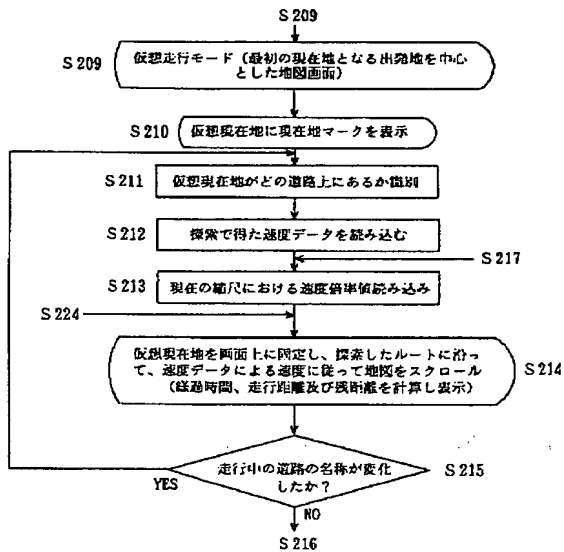 S209
S209
仮想走行モード（最初の現在地となる出発地を中心
とした地図画面）
S210
仮想現在地に現在地マークを表示
S211
仮想現在地がどの道路上にあるか識別
S212
探索で得た速度データを読み込む
S217
S213
現在の縮尺における速度倍率値読み込み
S224
仮想現在地を画面上に固定し、探索したルートに沿っ
て、速度データによる速度に従って地図をスクロール
（経過時間、走行距離及び残距離を計算し表示）
S214
走行中の道路の名称が変化
したか？
S215
YES
NO
S216